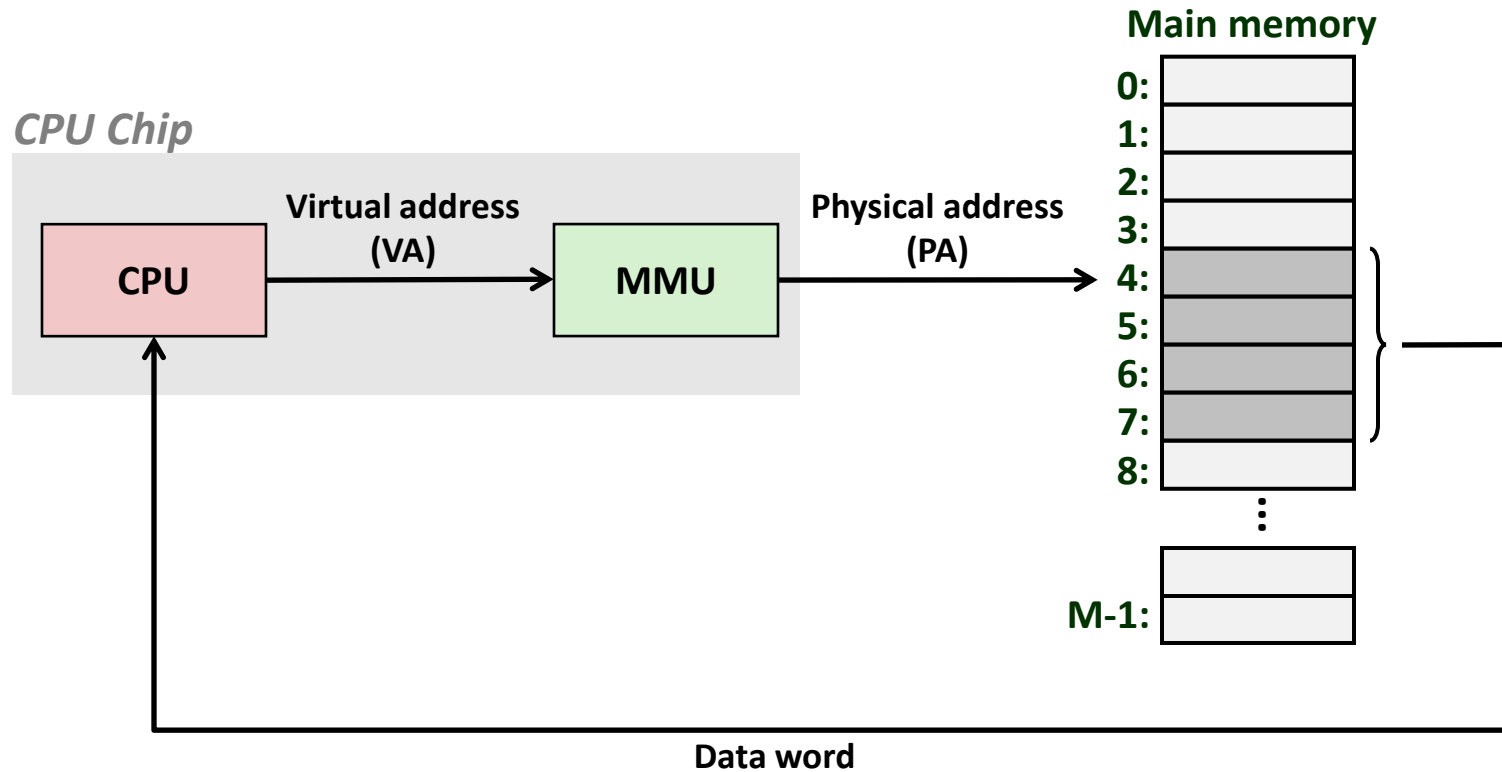 Main memory
CPU Chip
Virtual address
(VA)
Physical address
(PA)
CPU
MMU
0:
1:
2:
3:
4:
5:
6:
7:
8:
M-1:
Data word